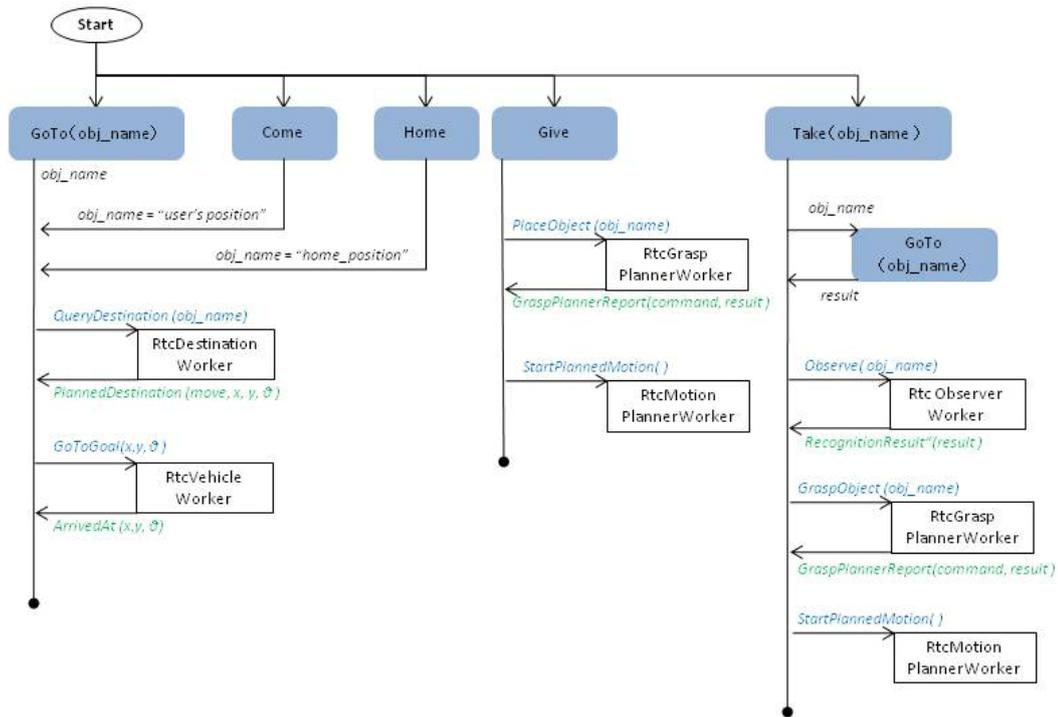 Start
GoTo(obj_name)
Come
Home
Give
Take(obj_name )
obj_name
obj_name = “user's position”
obj_name = “home_position”
QueryDestination (obj_name)
RtcDestination
Worker
PlannedDestination (move, x, y, ϑ )
GoToGoal(x,y, ϑ )
RtcVehicle
Worker
ArrivedAt (x,y, ϑ)
PlaceObject (obj_name)
RtcGrasp
PlannerWorker
GraspPlannerReport(command, result )
StartPlannedMotion( )
RtcMotion
PlannerWorker
obj_name
GoTo
(obj_name)
result
Observe( obj_name)
Rtc Observer
Worker
RecognitionResult“(result )
GraspObject (obj_name)
RtcGrasp
PlannerWorker
GraspPlannerReport(command, result )
StartPlannedMotion( )
RtcMotion
PlannerWorker